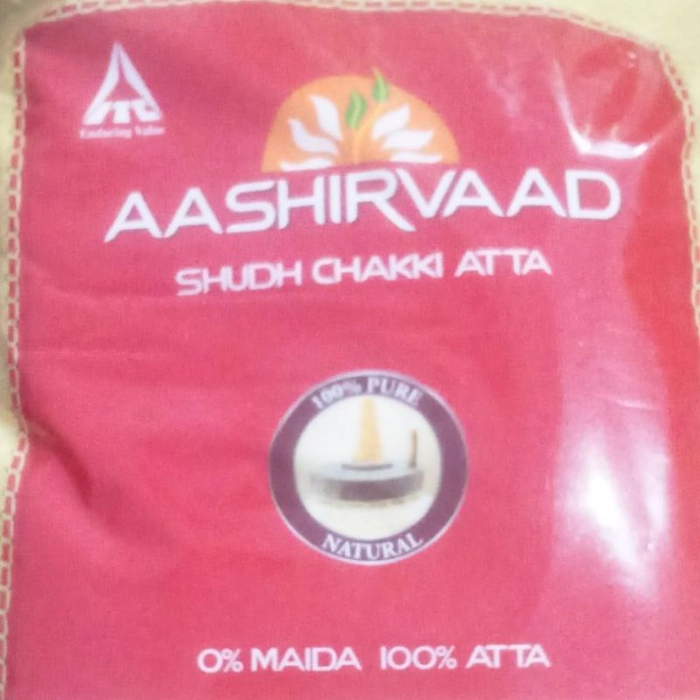 ITC
Enduring Value
AASHIRVAAD
SHUDH CHAKKI ATTA
100% PURE
NATURAL
0% MAIDA 100% ATTA